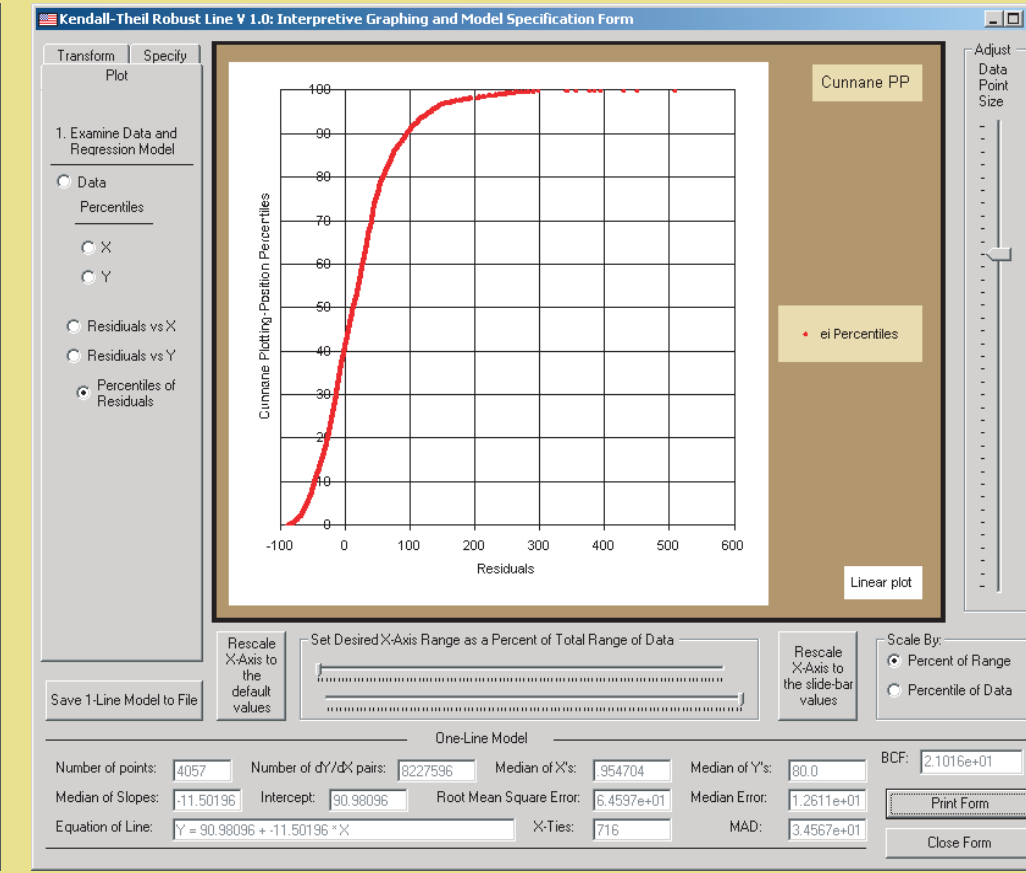 Kendall-Theil Robust Line V 1.0: Interpretive Graphing and Model Specification Form
Transform
Specify
Plot
1. Examine Data and
Regression Model
Data
Percentiles
X
Y
Residiuals vs X
Residiuals vs Y
Percentiles of
Residuals
Cunnane Plotting-Position Percentiles
100
90
80
70
60
50
40
30
20
10
0
-100
0
100
200
300
400
500
600
Residuals
Cunnane PP
ei Percentiles
Linear plot
Adjust
Data
Point
Size
Save 1-Line Model to File
Rescale
X-Axis to
the
default
values
Set Desired X-Axis Range as a Percent of Total Range of Data
Rescale
X-Axis to
the slide-bar
values
Scale By:
Percent of Range
Percentile of Data
One-Line Model
Number of points: 4057 Number of dY/dX pairs: 8227596 Median of X's: .954704 Median of Y's: 80.0
Median of Slopes: -11.50196 Intercept: 90.98096 Root Mean Square Error: 6.4597e+01 Median Error: 1.2611e+01
Equation of Line: Y = 90.98096 + -11.50196 * X X-Ties: 716 MAD: 3.4567e+01
BCF: 2.1016e+01
Print Form
Close Form